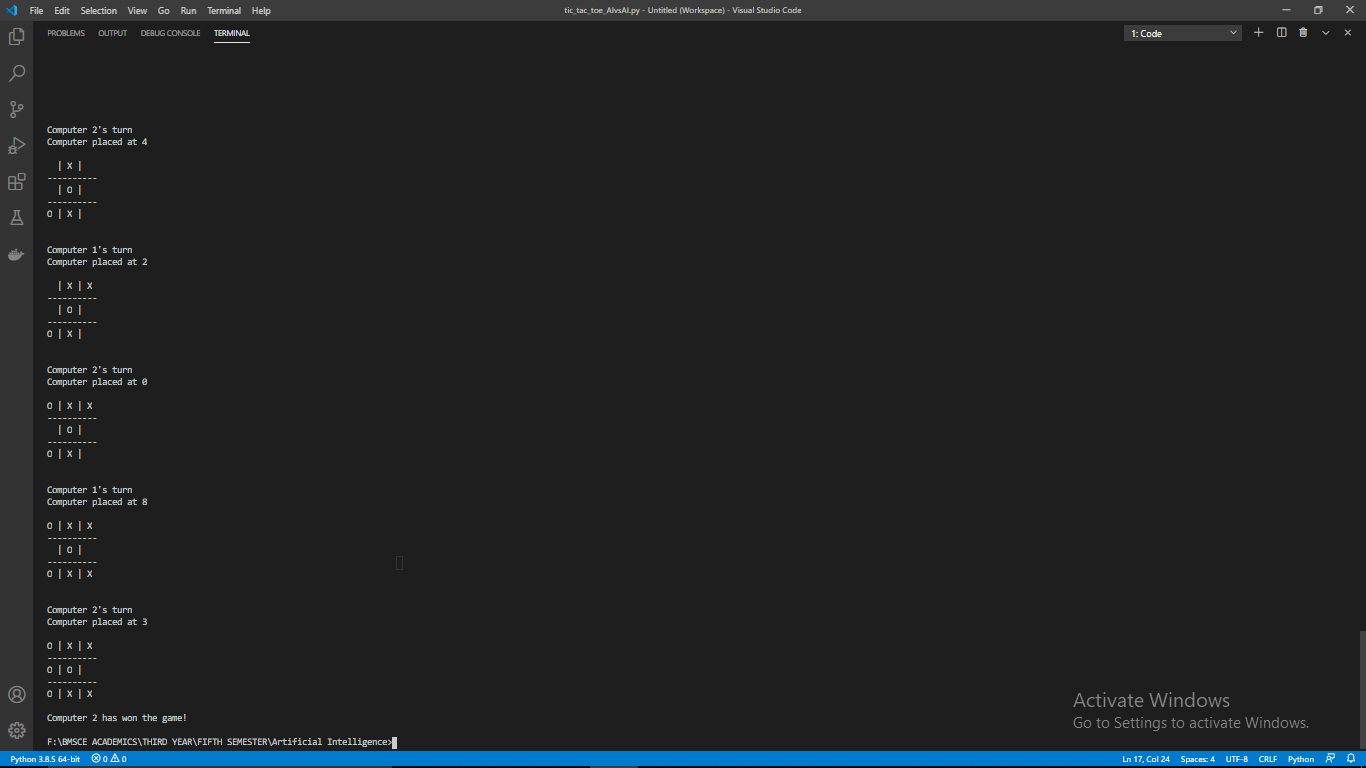 File Edit Selection View Go Run Terminal Help
tic_tac_toe_AIvsAI.py - Untitled (Workspace) - Visual Studio Code
PROBLEMS OUTPUT DEBUG CONSOLE TERMINAL
1: Code
Computer 2's turn
Computer placed at 4
  | X |
----------
  | O |
----------
O | X |
Computer 1's turn
Computer placed at 2
  | X | X
----------
  | O |
----------
O | X |
Computer 2's turn
Computer placed at 0
O | X | X
----------
  | O |
----------
O | X |
Computer 1's turn
Computer placed at 8
O | X | X
----------
  | O |
----------
O | X | X
Computer 2's turn
Computer placed at 3
O | X | X
----------
O | O |
----------
O | X | X
Computer 2 has won the game!
F:\BMSCE ACADEMICS\THIRD YEAR\FIFTH SEMESTER\Artificial Intelligence>
Activate Windows
Go to Settings to activate Windows.
Python 3.8.5 64-bit 0 0 Ln 17, Col 24 Spaces: 4 UTF-8 CRLF Python